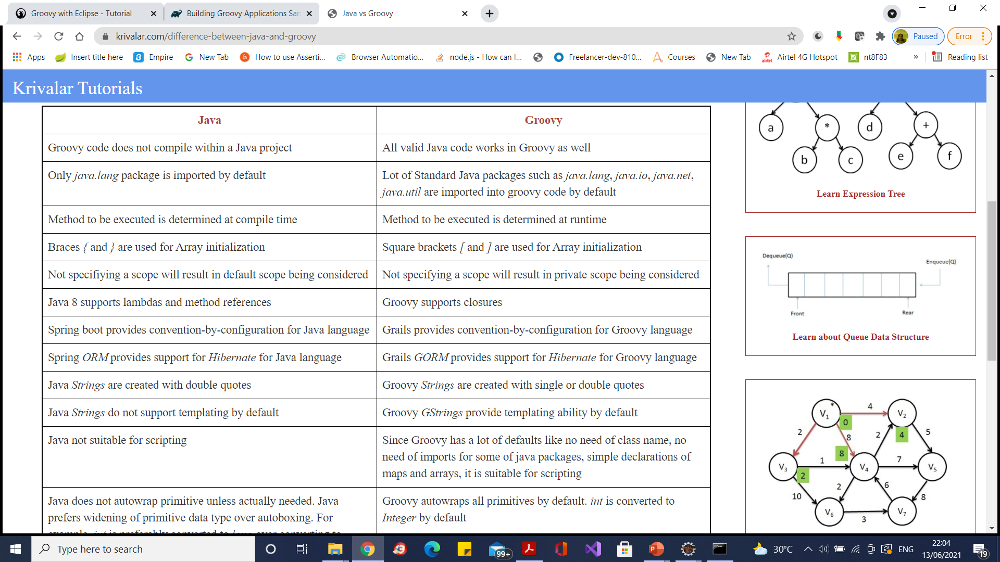 Groovy with Eclipse - Tutorial
Building Groovy Applications San
Java vs Groovy
krivalar.com/difference-between-java-and-groovy
Paused
Error
Apps
Insert title here
Empire
New Tab
How to use Asserti...
Browser Automatio...
node.js - How can I...
Freelancer-dev-810...
Courses
New Tab
Airtel 4G Hotspot
nt8F83
»
Reading list
Krivalar Tutorials
Java
Groovy
Groovy code does not compile within a Java project
All valid Java code works in Groovy as well
Only java.lang package is imported by default
Lot of Standard Java packages such as java.lang, java.io, java.net,
java.util are imported into groovy code by default
Method to be executed is determined at compile time
Method to be executed is determined at runtime
Braces { and } are used for Array initialization
Square brackets [ and ] are used for Array initialization
Not specifiying a scope will result in default scope being considered
Not specifying a scope will result in private scope being considered
Java 8 supports lambdas and method references
Groovy supports closures
Spring boot provides convention-by-configuration for Java language
Grails provides convention-by-configuration for Groovy language
Spring ORM provides support for Hibernate for Java language
Grails GORM provides support for Hibernate for Groovy language
Java Strings are created with double quotes
Groovy Strings are created with single or double quotes
Java Strings do not support templating by default
Groovy GStrings provide templating ability by default
Java not suitable for scripting
Since Groovy has a lot of defaults like no need of class name, no
need of imports for some of java packages, simple declarations of
maps and arrays, it is suitable for scripting
Java does not autowrap primitive unless actually needed. Java
prefers widening of primitive data type over autoboxing. For
example, int is preferably converted to long over converting to
Groovy autowraps all primitives by default. int is converted to
Integer by default
a
*
d
+
b
c
e
f
Learn Expression Tree
Dequeue(Q)
Enqueue(Q)
Front
Rear
Learn about Queue Data Structure
V1
*
4
V2
0
2
8
2
4
5
8
V3
1
V4
7
V5
2
10
2
6
8
V6
3
V7
Type here to search
99+
30°C
ENG
22:04
13/06/2021
19